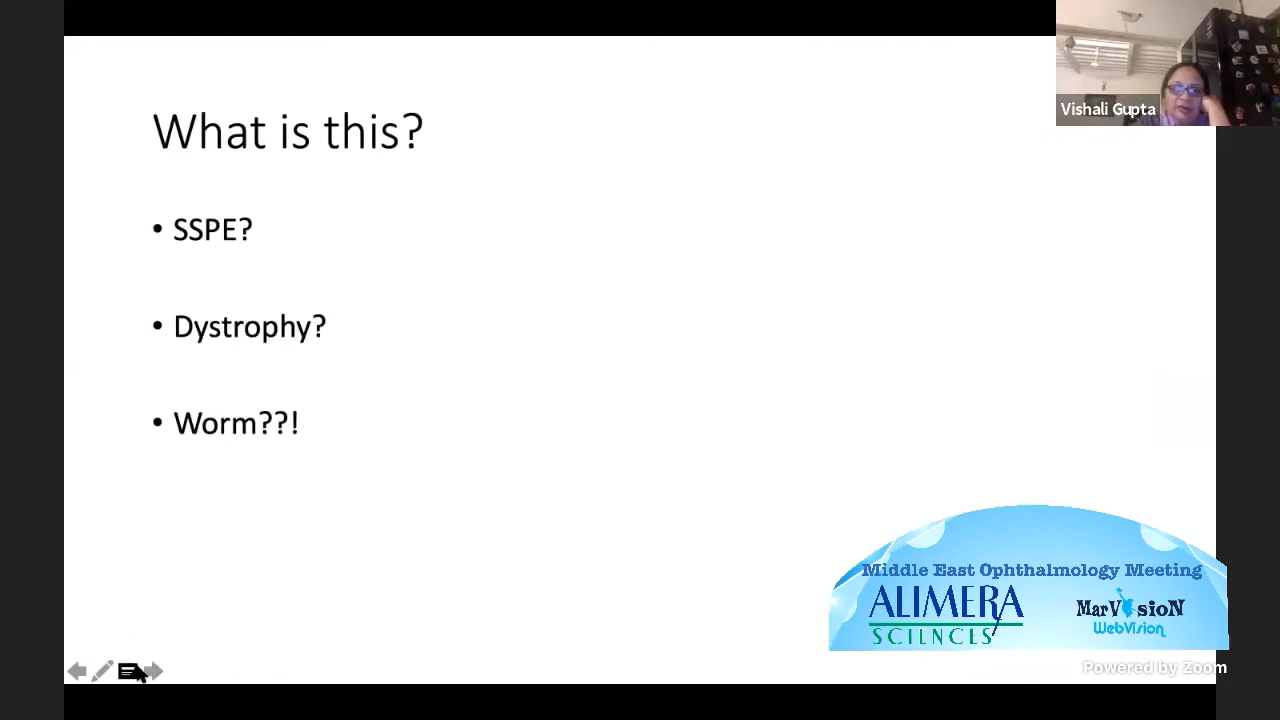 What is this?
Vishali Gupta
• SSPE?
• Dystrophy?
• Worm??!
Middle East Ophthalmology Meeting
ALIMERA
SCIENCES
MarVisioN
WebVision
Powered by Zoom